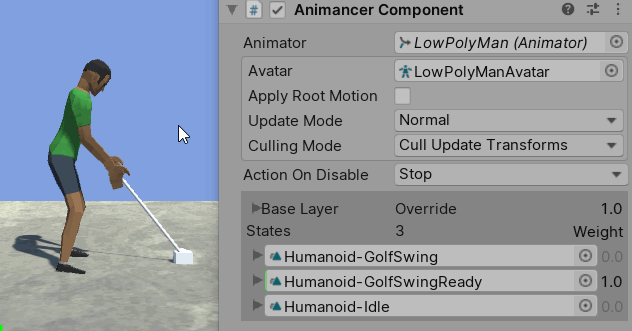 Animancer Component
Animator LowPolyMan (Animator)
Avatar LowPolyManAvatar
Apply Root Motion
Update Mode Normal
Culling Mode Cull Update Transforms
Action On Disable Stop
Base Layer Override 1.0
States 3 Weight
Humanoid-GolfSwing 0.0
Humanoid-GolfSwingReady 1.0
Humanoid-Idle 0.0